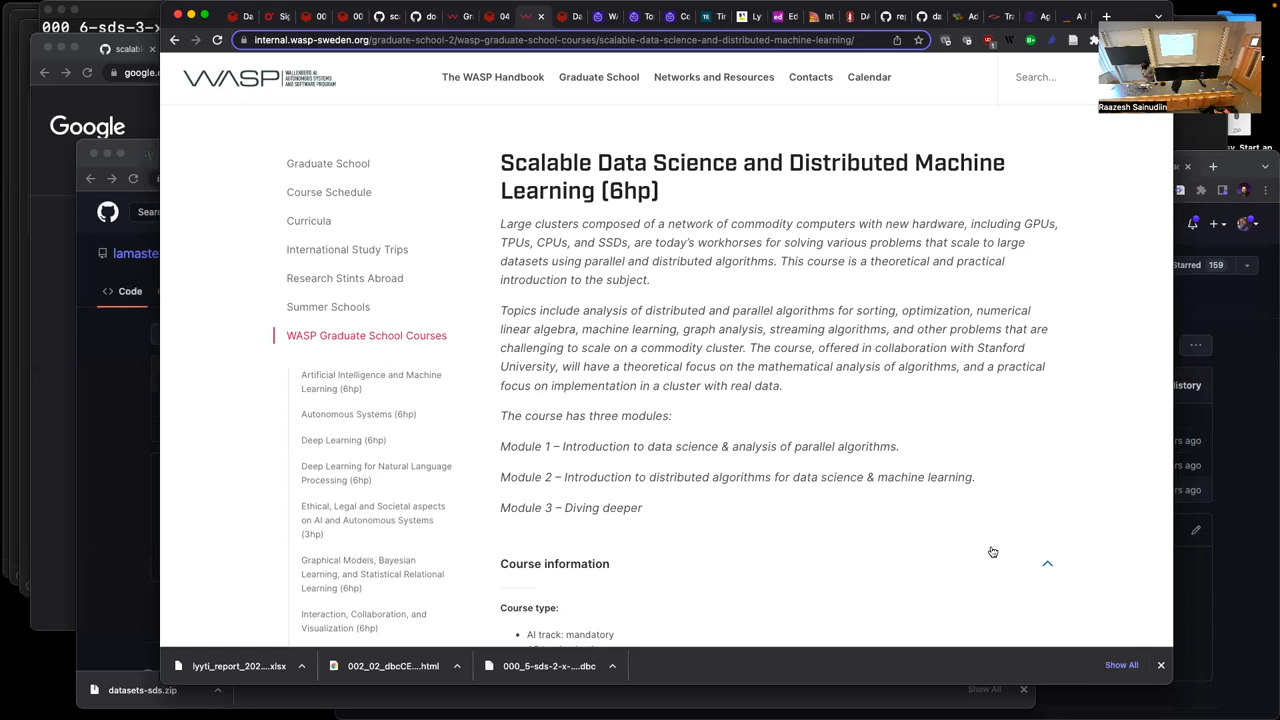 internal.wasp-sweden.org/graduate-school-2/wasp-graduate-school-courses/scalable-data-science-and-distributed-machine-learning/
WASP
WALLENBERG AI
AUTONOMOUS SYSTEMS
AND SOFTWARE PROGRAM
The WASP Handbook
Graduate School
Networks and Resources
Contacts
Calendar
Search...
Raazesh Sainudiin
Google
google.c
Search
lamaste
Code
Starred 159
Graduate School
Course Schedule
Curricula
International Study Trips
Research Stints Abroad
Summer Schools
WASP Graduate School Courses
Artificial Intelligence and Machine
Learning (6hp)
Autonomous Systems (6hp)
Deep Learning (6hp)
Deep Learning for Natural Language
Processing (6hp)
Ethical, Legal and Societal aspects
on AI and Autonomous Systems
(3hp)
Graphical Models, Bayesian
Learning, and Statistical Relational
Learning (6hp)
Interaction, Collaboration, and
Visualization (6hp)
Scalable Data Science and Distributed Machine
Learning (6hp)
Large clusters composed of a network of commodity computers with new hardware, including GPUs,
TPUs, CPUs, and SSDs, are today's workhorses for solving various problems that scale to large
datasets using parallel and distributed algorithms. This course is a theoretical and practical
introduction to the subject.
Topics include analysis of distributed and parallel algorithms for sorting, optimization, numerical
linear algebra, machine learning, graph analysis, streaming algorithms, and other problems that are
challenging to scale on a commodity cluster. The course, offered in collaboration with Stanford
University, will have a theoretical focus on the mathematical analysis of algorithms, and a practical
focus on implementation in a cluster with real data.
The course has three modules:
Module 1 – Introduction to data science & analysis of parallel algorithms.
Module 2 – Introduction to distributed algorithms for data science & machine learning.
Module 3 – Diving deeper
Course information
Course type:
• AI track: mandatory
lyyti_report_202....xlsx
002_02_dbcCE....html
000_5-sds-2-x-....dbc
Show All
datasets-sds.zip
Show All